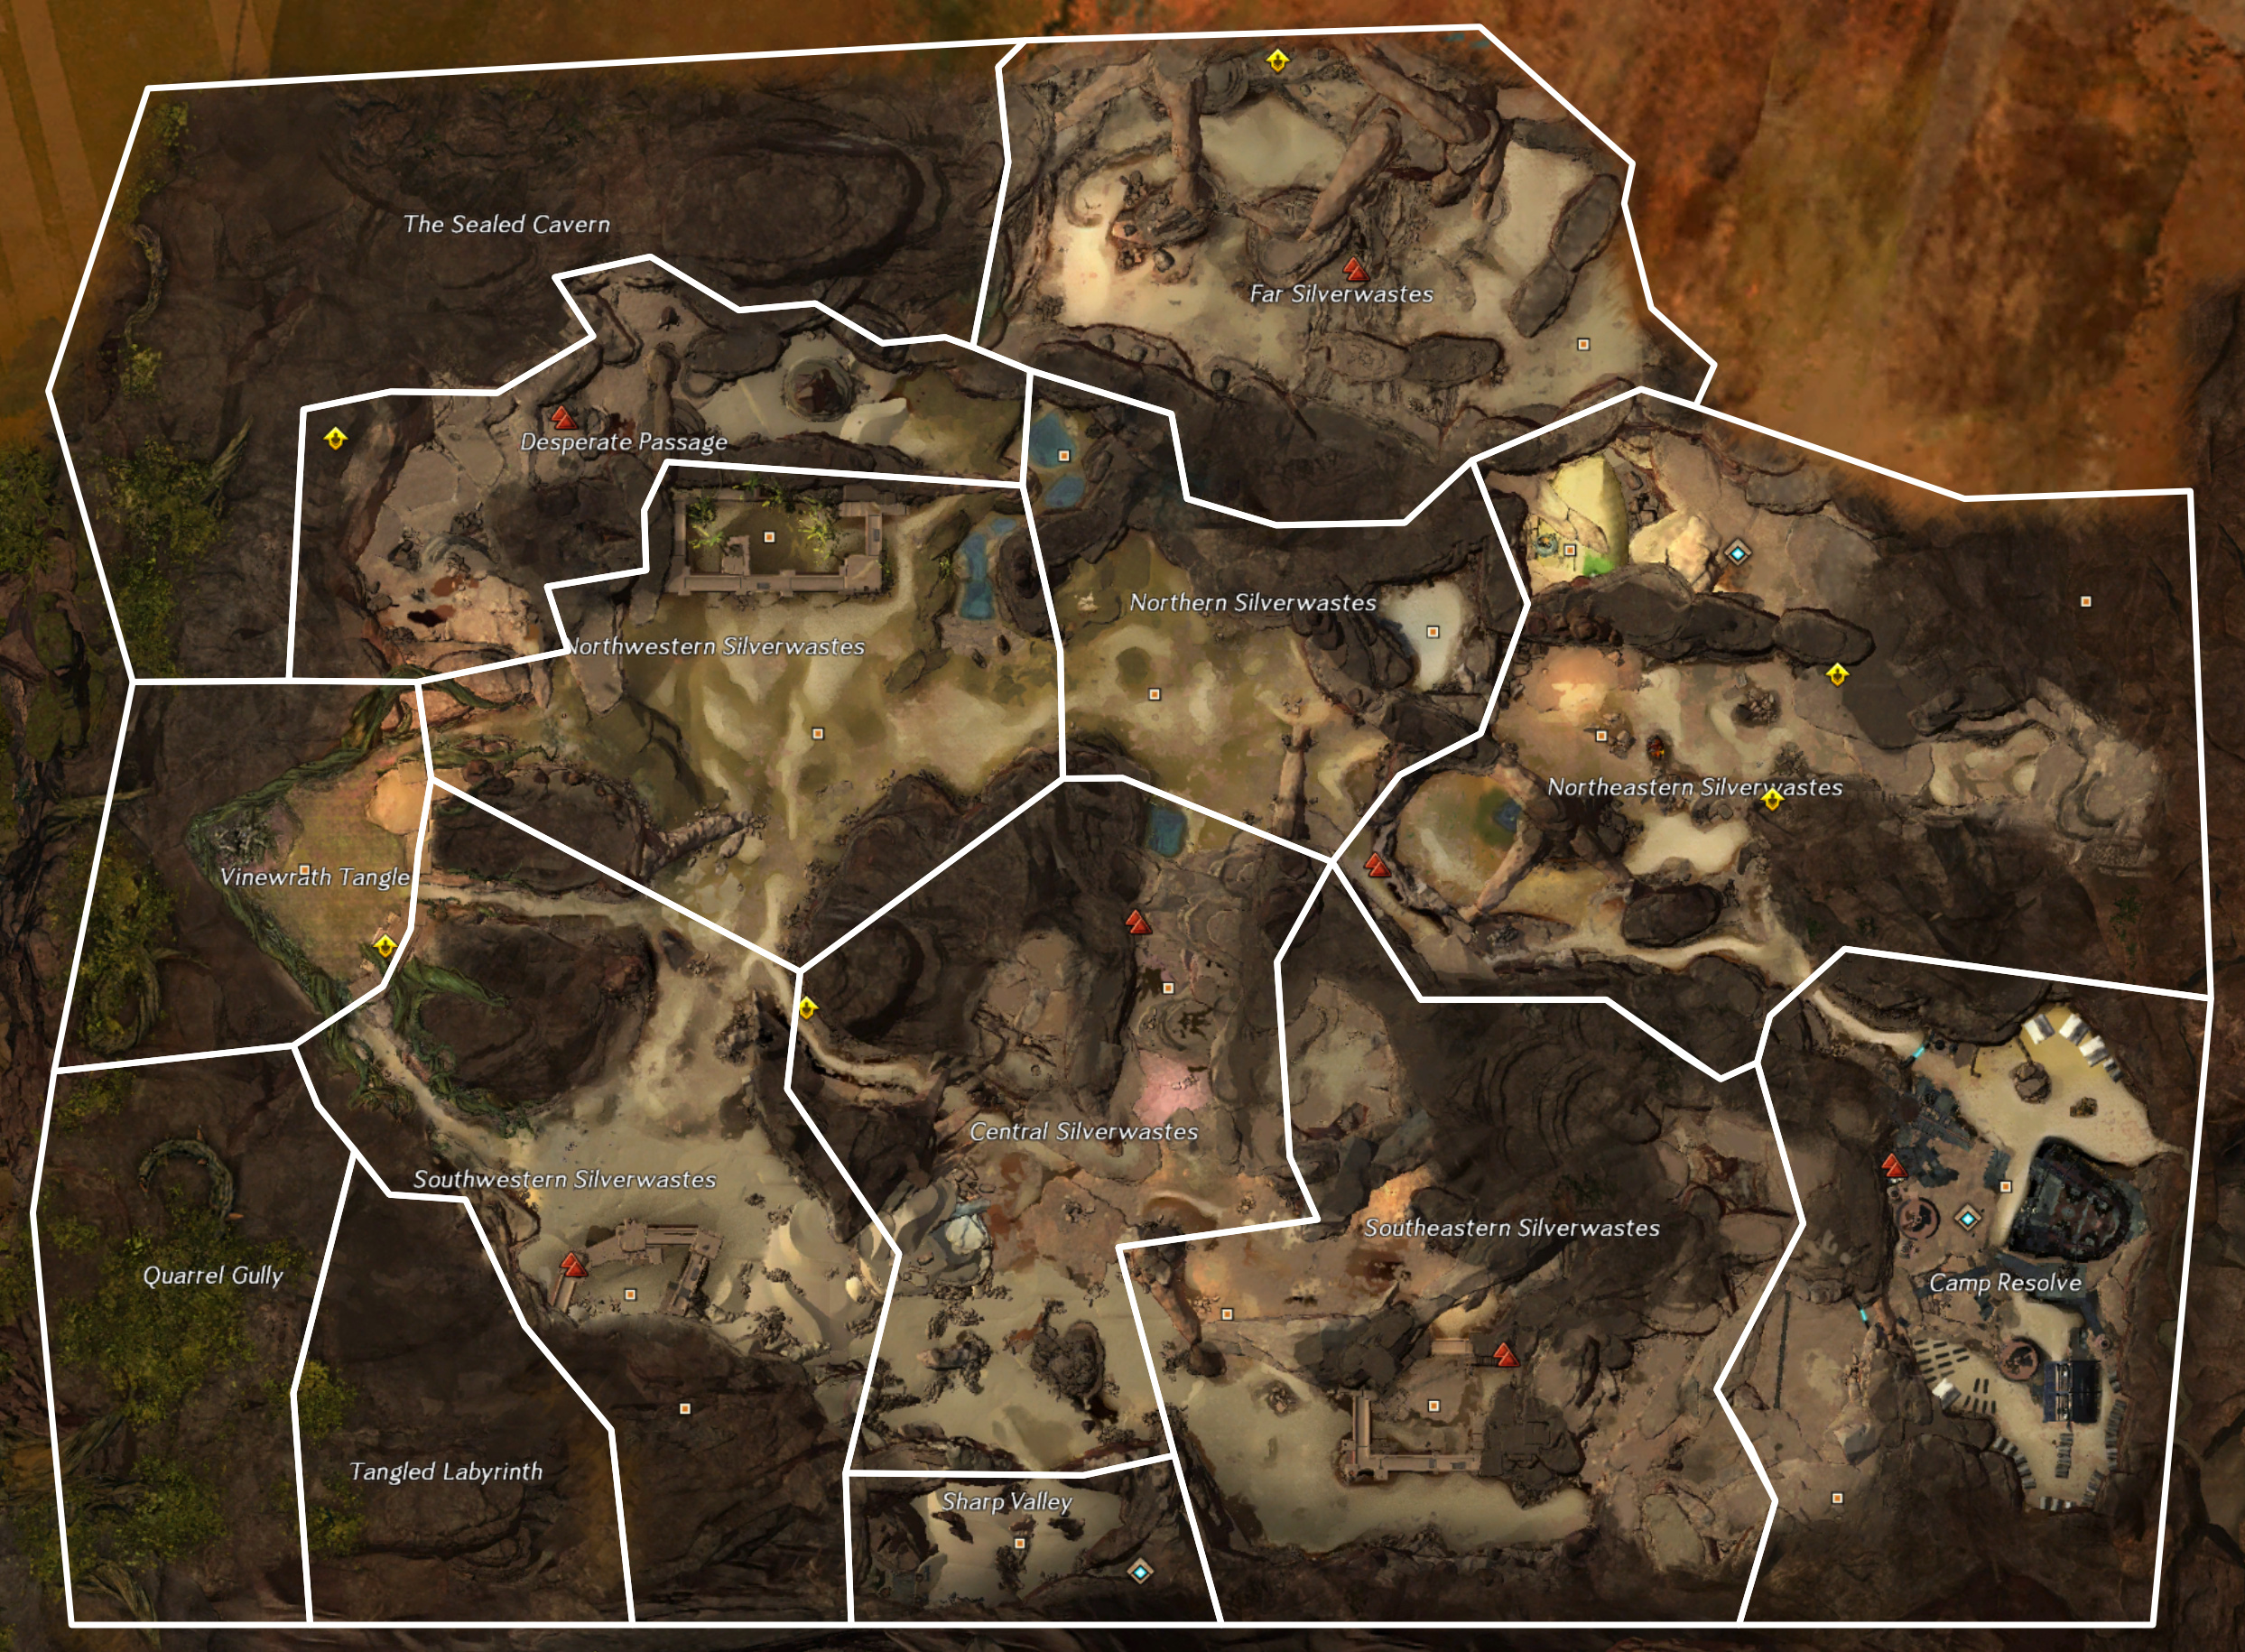 The Sealed Cavern
Far Silverwastes
Desperate Passage
Northern Silverwastes
Northwestern Silverwastes
Northeastern Silverwastes
Vinewrath Tangle
Central Silverwastes
Southwestern Silverwastes
Southeastern Silverwastes
Quarrel Gully
Camp Resolve
Tangled Labyrinth
Sharp Valley